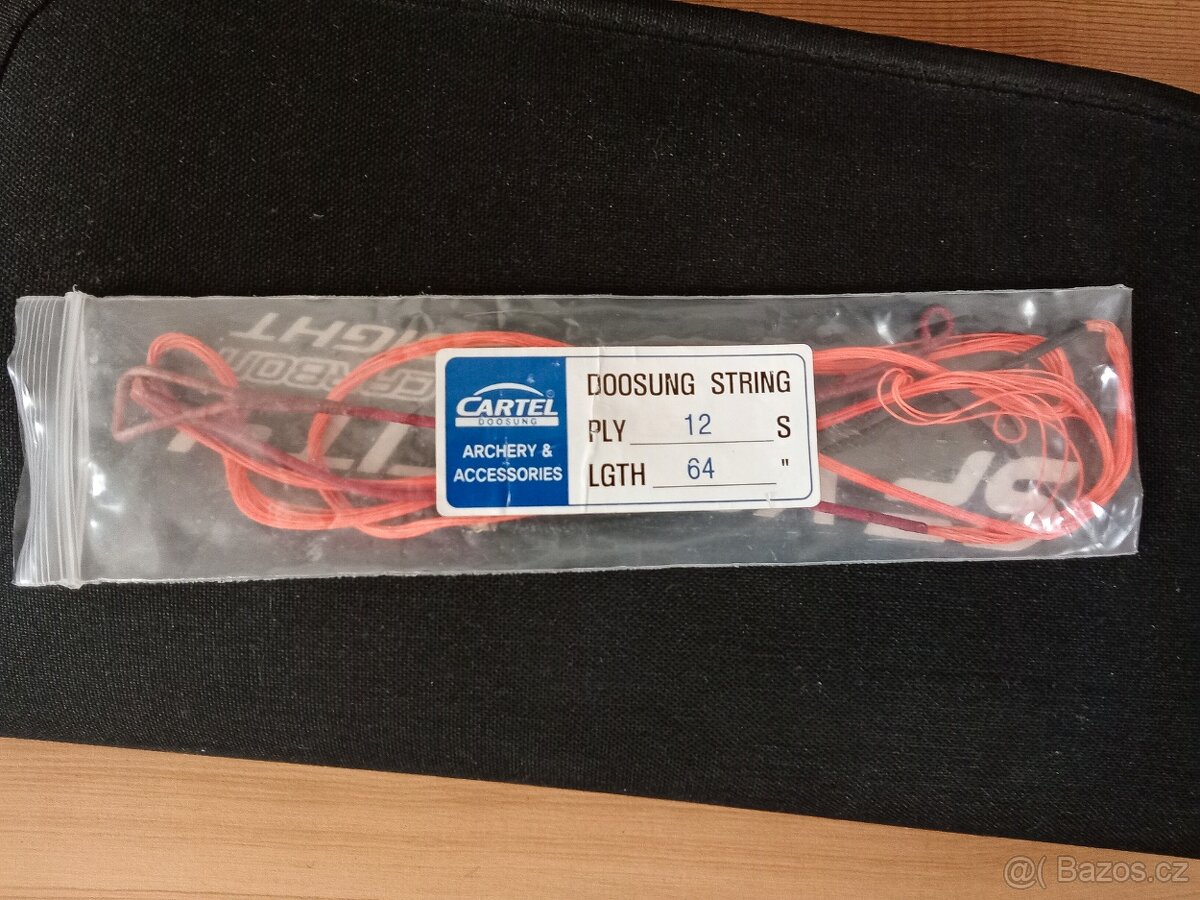 CARTEL
DOOSUNG
ARCHERY &
ACCESSORIES
DOOSUNG STRING
PLY 12 S
LGTH 64 "
@( Bazos.cz